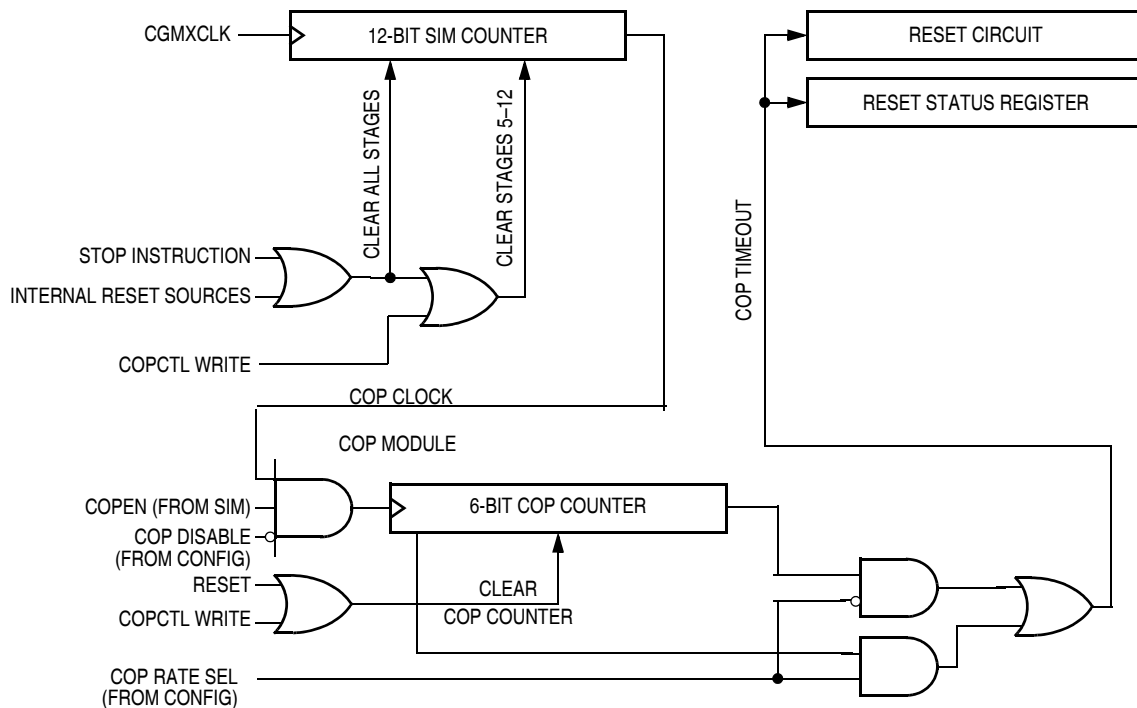 CGMXCLK
12-BIT SIM COUNTER
RESET CIRCUIT
RESET STATUS REGISTER
CLEAR ALL STAGES
CLEAR STAGES 5–12
STOP INSTRUCTION
INTERNAL RESET SOURCES
COPCTL WRITE
COP TIMEOUT
COP CLOCK
COP MODULE
COPEN (FROM SIM)
6-BIT COP COUNTER
COP DISABLE
(FROM CONFIG)
RESET
COPCTL WRITE
CLEAR
COP COUNTER
COP RATE SEL
(FROM CONFIG)